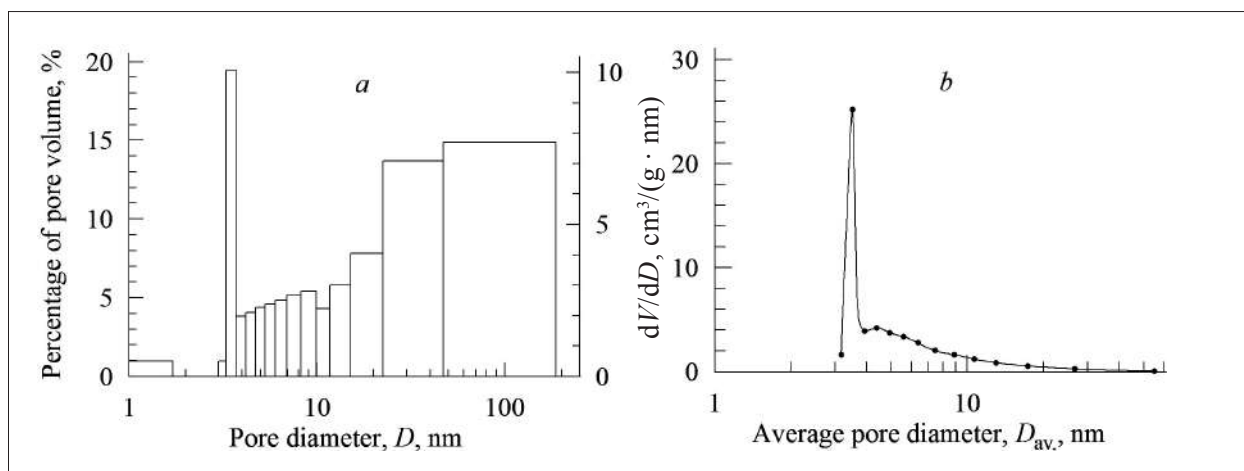 a
20
15
10
5
0
10
5
0
1
10
100
Percentage of pore volume, %
Pore diameter, D, nm
b
30
20
10
0
1
10
dV/dD, cm³/(g · nm)
Average pore diameter, Dav., nm